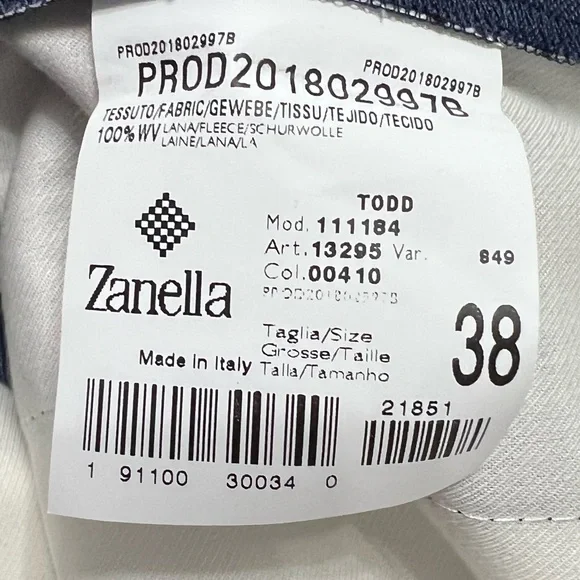 PROD201802997B
PROD201802997B
PROD201802997B
TESSUTO/FABRIC/GEWEBE/TISSU/TEJIDO/TECIDO
100% WV LANA/FLEECE/SCHURWOLLE
LAINE/LANA/LA
TODD
Mod. 111184
Art. 13295 Var. 849
Col. 00410
PROD201802997B
Zanella
Made in Italy
Taglia/Size
Grosse/Taille
Talla/Tamanho
38
21851
1 91100 30034 0